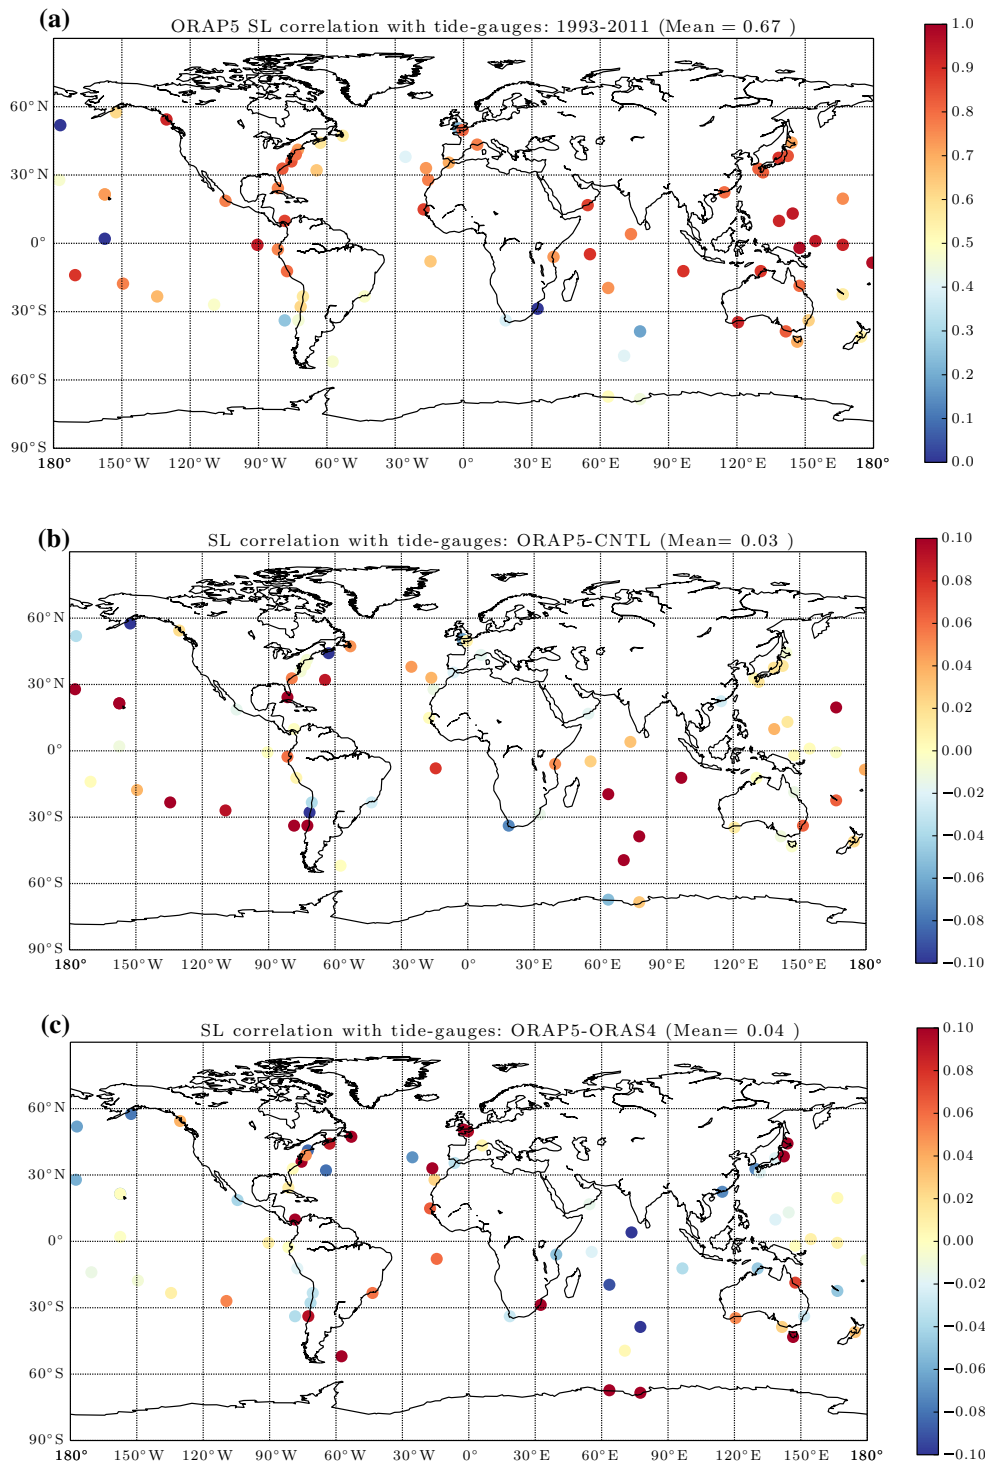 (a)
ORAP5 SL correlation with tide-gauges: 1993-2011 (Mean = 0.67 )
60°N
30°N
0°
30°S
60°S
90°S
180° 150°W 120°W 90°W 60°W 30°W 0° 30°E 60°E 90°E 120°E 150°E 180°
1.0
0.9
0.8
0.7
0.6
0.5
0.4
0.3
0.2
0.1
0.0
(b)
SL correlation with tide-gauges: ORAP5-CNTL (Mean= 0.03 )
60°N
30°N
0°
30°S
60°S
90°S
180° 150°W 120°W 90°W 60°W 30°W 0° 30°E 60°E 90°E 120°E 150°E 180°
0.10
0.08
0.06
0.04
0.02
0.00
−0.02
−0.04
−0.06
−0.08
−0.10
(c)
SL correlation with tide-gauges: ORAP5-ORAS4 (Mean= 0.04 )
60°N
30°N
0°
30°S
60°S
90°S
180° 150°W 120°W 90°W 60°W 30°W 0° 30°E 60°E 90°E 120°E 150°E 180°
0.10
0.08
0.06
0.04
0.02
0.00
−0.02
−0.04
−0.06
−0.08
−0.10